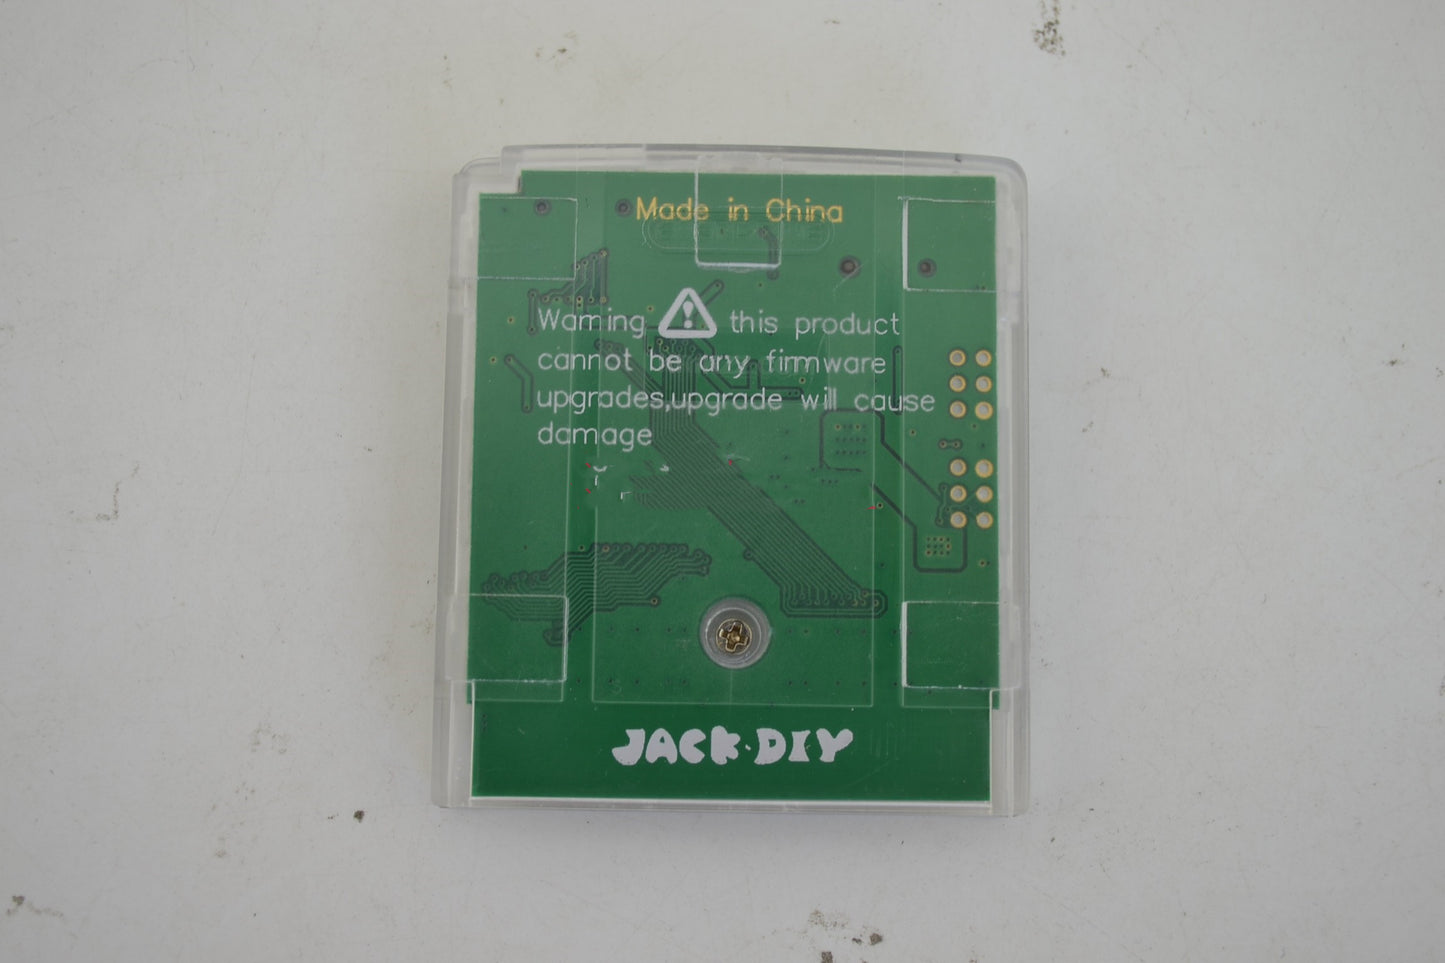 Made in China
Warning this product
cannot be any firmware
upgrades,upgrade will cause
damage
JACK·DIY